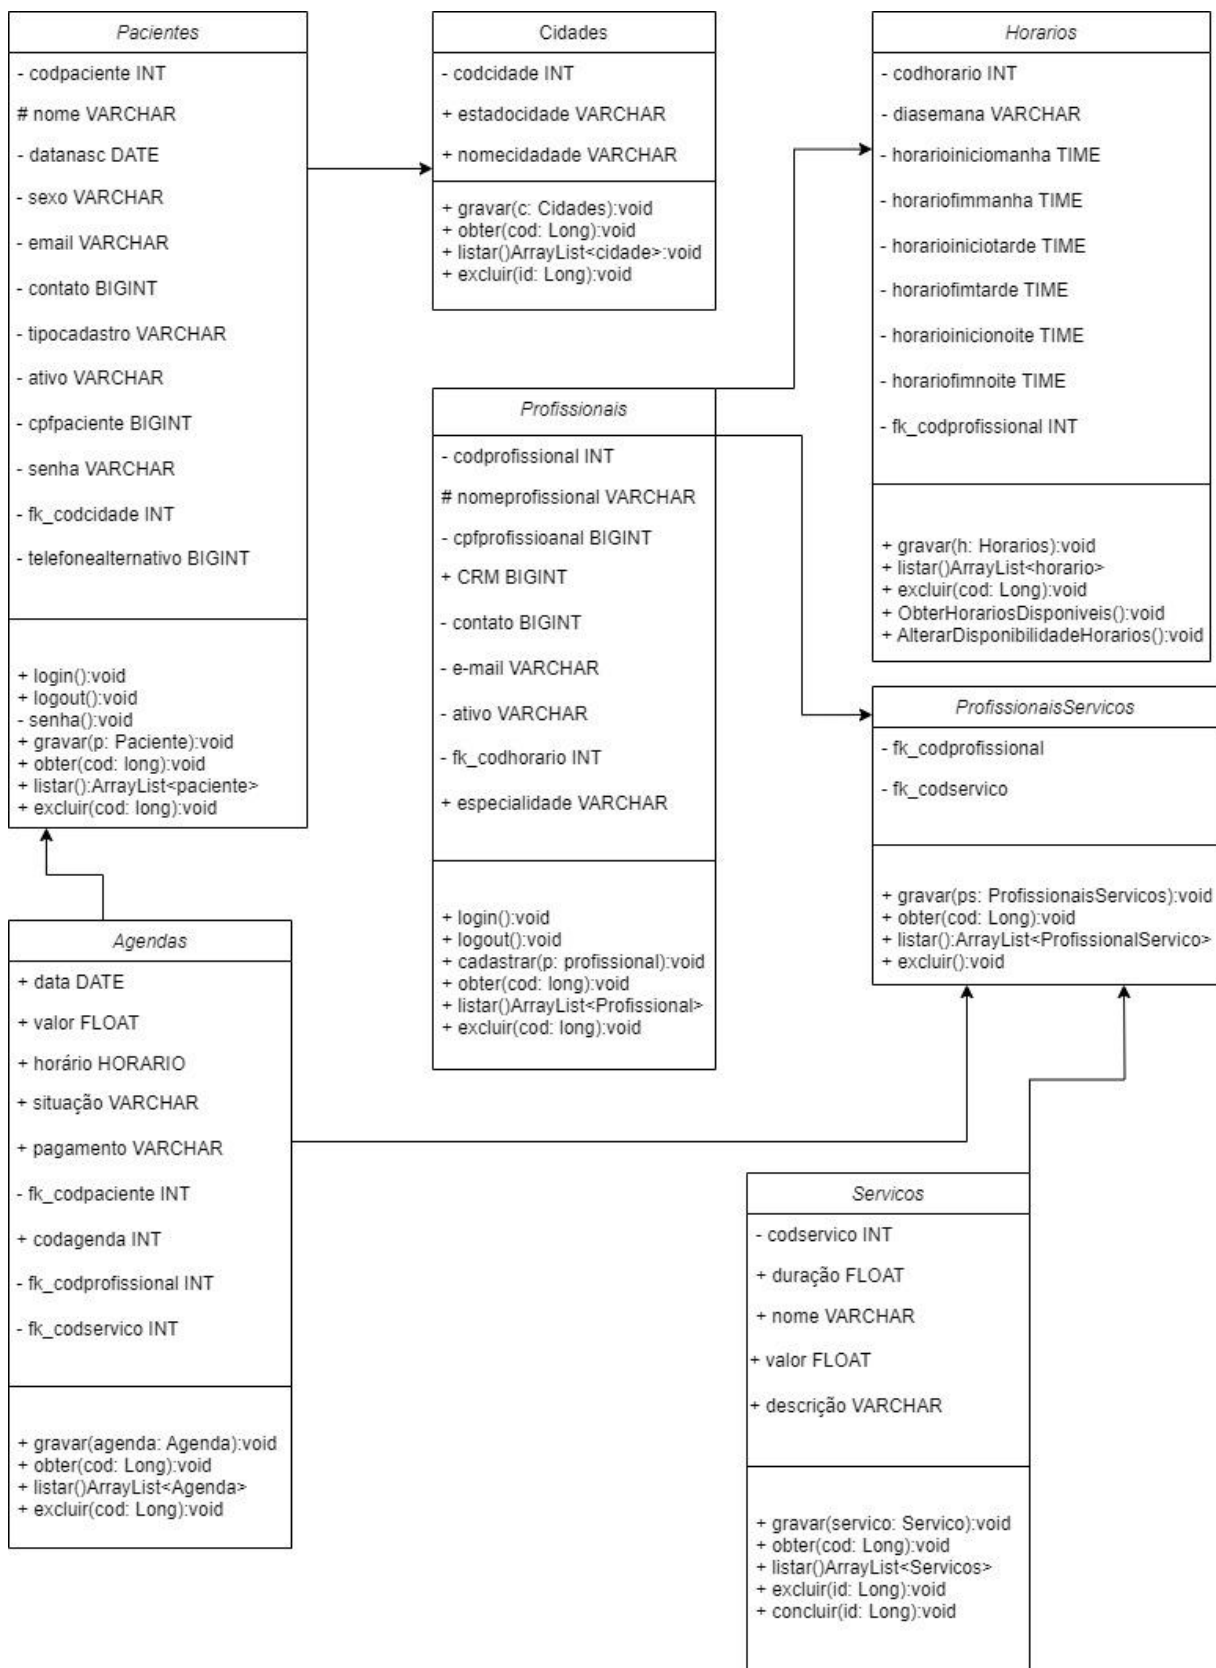 Pacientes
- codpaciente INT
# nome VARCHAR
- datanasc DATE
- sexo VARCHAR
- email VARCHAR
- contato BIGINT
- tipocadastro VARCHAR
- ativo VARCHAR
- cpfpaciente BIGINT
- senha VARCHAR
- fk_codcidade INT
- telefonealternativo BIGINT
+ login():void
+ logout():void
- senha():void
+ gravar(p: Paciente):void
+ obter(cod: long):void
+ listar():ArrayList<paciente>
+ excluir(cod: long):void
Cidades
- codcidade INT
+ estadocidade VARCHAR
+ nomecidadade VARCHAR
+ gravar(c: Cidades):void
+ obter(cod: Long):void
+ listar()ArrayList<cidade>:void
+ excluir(id: Long):void
Horarios
- codhorario INT
- diasemana VARCHAR
- horarioiniciomanha TIME
- horariofimmanha TIME
- horarioiniciotarde TIME
- horariofimtarde TIME
- horarioinicionoite TIME
- horariofimnoite TIME
- fk_codprofissional INT
+ gravar(h: Horarios):void
+ listar()ArrayList<horario>
+ excluir(cod: Long):void
+ ObterHorariosDisponiveis():void
+ AlterarDisponibilidadeHorarios():void
Profissionais
- codprofissional INT
# nomeprofissional VARCHAR
- cpfprofissioanal BIGINT
+ CRM BIGINT
- contato BIGINT
- e-mail VARCHAR
- ativo VARCHAR
- fk_codhorario INT
+ especialidade VARCHAR
+ login():void
+ logout():void
+ cadastrar(p: profissional):void
+ obter(cod: long):void
+ listar()ArrayList<Profissional>
+ excluir(cod: long):void
ProfissionaisServicos
- fk_codprofissional
- fk_codservico
+ gravar(ps: ProfissionaisServicos):void
+ obter(cod: Long):void
+ listar():ArrayList<ProfissionalServico>
+ excluir():void
Agendas
+ data DATE
+ valor FLOAT
+ horário HORARIO
+ situação VARCHAR
+ pagamento VARCHAR
- fk_codpaciente INT
+ codagenda INT
- fk_codprofissional INT
- fk_codservico INT
+ gravar(agenda: Agenda):void
+ obter(cod: Long):void
+ listar()ArrayList<Agenda>
+ excluir(cod: Long):void
Servicos
- codservico INT
+ duração FLOAT
+ nome VARCHAR
+ valor FLOAT
+ descrição VARCHAR
+ gravar(servico: Servico):void
+ obter(cod: Long):void
+ listar()ArrayList<Servicos>
+ excluir(id: Long):void
+ concluir(id: Long):void